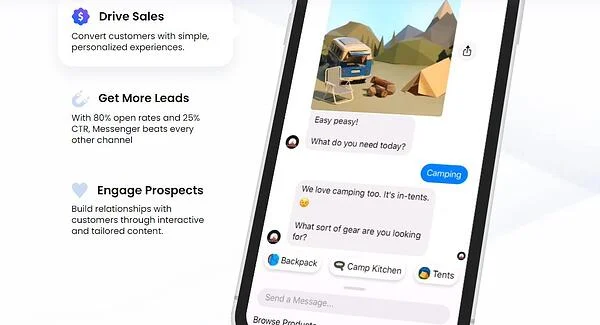 Drive Sales
Convert customers with simple,
personalized experiences.
Get More Leads
With 80% open rates and 25%
CTR, Messenger beats every
other channel
Engage Prospects
Build relationships with
customers through interactive
and tailored content.
Easy peasy!
What do you need today?
Camping
We love camping too. It's in-tents.
😉
What sort of gear are you looking
for?
Backpack
Camp Kitchen
Tents
Send a Message...
Browse Products